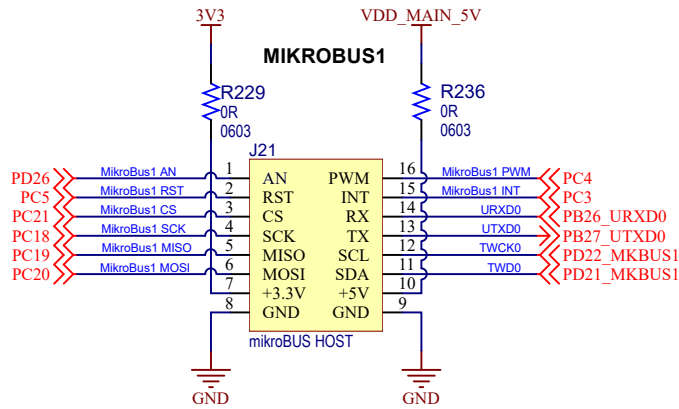 3V3
VDD_MAIN_5V
MIKROBUS1
R229
0R
0603
R236
0R
0603
J21
PD26 MikroBus1 AN 1 AN PWM 16 MikroBus1 PWM PC4
PC5 MikroBus1 RST 2 RST INT 15 MikroBus1 INT PC3
PC21 MikroBus1 CS 3 CS RX 14 URXD0 PB26_URXD0
PC18 MikroBus1 SCK 4 SCK TX 13 UTXD0 PB27_UTXD0
PC19 MikroBus1 MISO 5 MISO SCL 12 TWCK0 PD22_MKBUS1
PC20 MikroBus1 MOSI 6 MOSI SDA 11 TWD0 PD21_MKBUS1
7 +3.3V +5V 10
8 GND GND 9
mikroBUS HOST
GND
GND